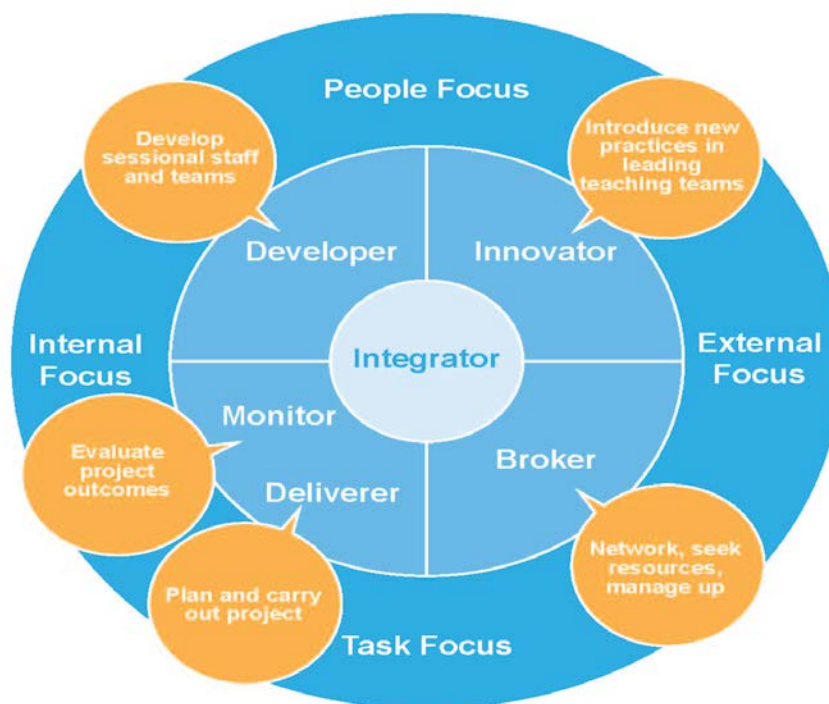 People Focus
Develop
sessional staff
and teams
Introduce new
practices in
leading
teaching teams
Developer
Innovator
Internal
Focus
Integrator
External
Focus
Monitor
Broker
Evaluate
project
outcomes
Deliverer
Network, seek
resources,
manage up
Plan and carry
out project
Task Focus